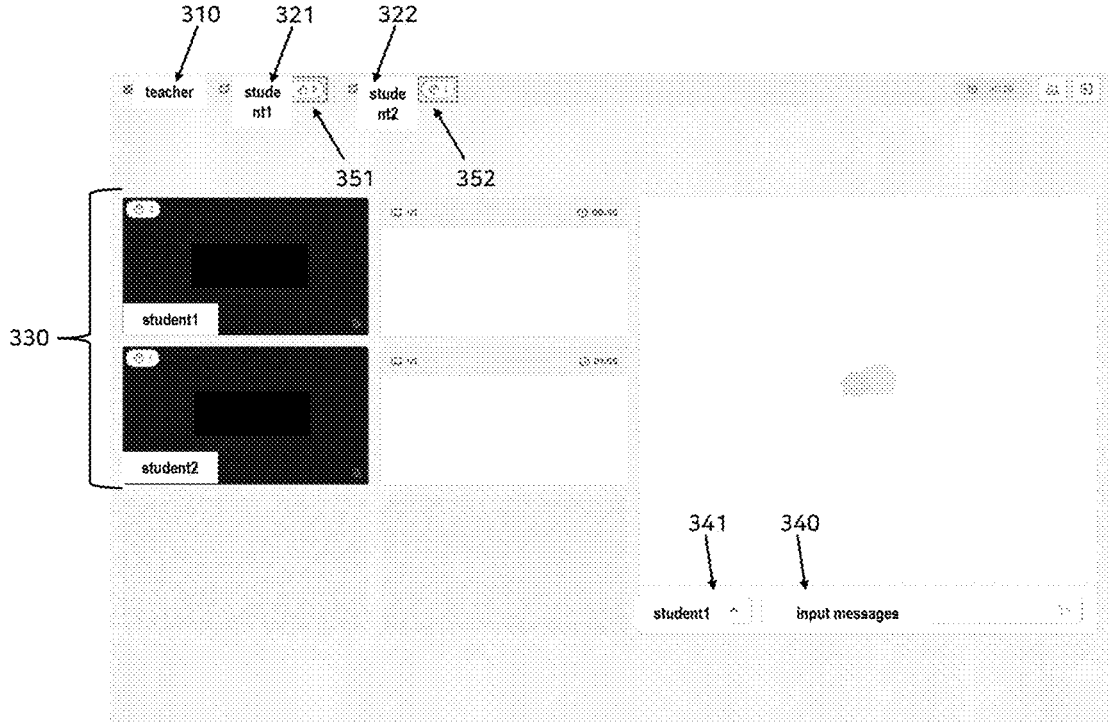 310 321 322
teacher stude stude
nt1 nt2
351 352
330
student1
student2
341 340
student1 input messages